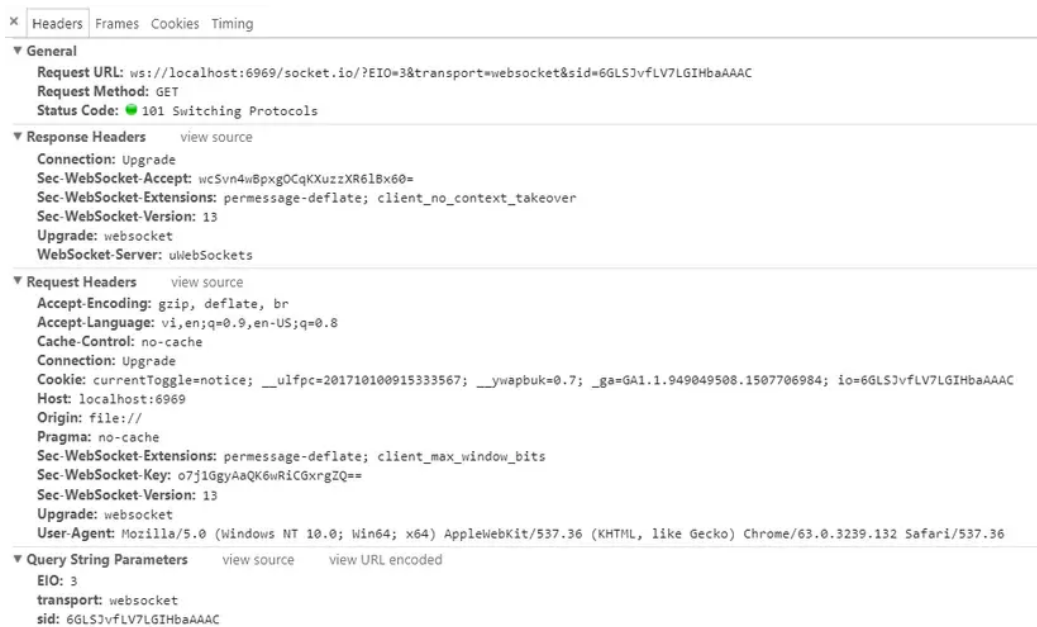 × Headers Frames Cookies Timing
▼ General
Request URL: ws://localhost:6969/socket.io/?EIO=3&transport=websocket&sid=6GLSJvfLV7LGIHbaAAAC
Request Method: GET
Status Code: 101 Switching Protocols
▼ Response Headers view source
Connection: Upgrade
Sec-WebSocket-Accept: wcSvn4wBpxgOCqKXuzzXR6lBx60=
Sec-WebSocket-Extensions: permessage-deflate; client_no_context_takeover
Sec-WebSocket-Version: 13
Upgrade: websocket
WebSocket-Server: uWebSockets
▼ Request Headers view source
Accept-Encoding: gzip, deflate, br
Accept-Language: vi,en;q=0.9,en-US;q=0.8
Cache-Control: no-cache
Connection: Upgrade
Cookie: currentToggle=notice; __ulfpc=201710100915333567; __ywapbuk=0.7; _ga=GA1.1.949049508.1507706984; io=6GLSJvfLV7LGIHbaAAAC
Host: localhost:6969
Origin: file://
Pragma: no-cache
Sec-WebSocket-Extensions: permessage-deflate; client_max_window_bits
Sec-WebSocket-Key: o7j1GgyAaQK6wRiCGxrgZQ==
Sec-WebSocket-Version: 13
Upgrade: websocket
User-Agent: Mozilla/5.0 (Windows NT 10.0; Win64; x64) AppleWebKit/537.36 (KHTML, like Gecko) Chrome/63.0.3239.132 Safari/537.36
▼ Query String Parameters view source view URL encoded
EIO: 3
transport: websocket
sid: 6GLSJvfLV7LGIHbaAAAC